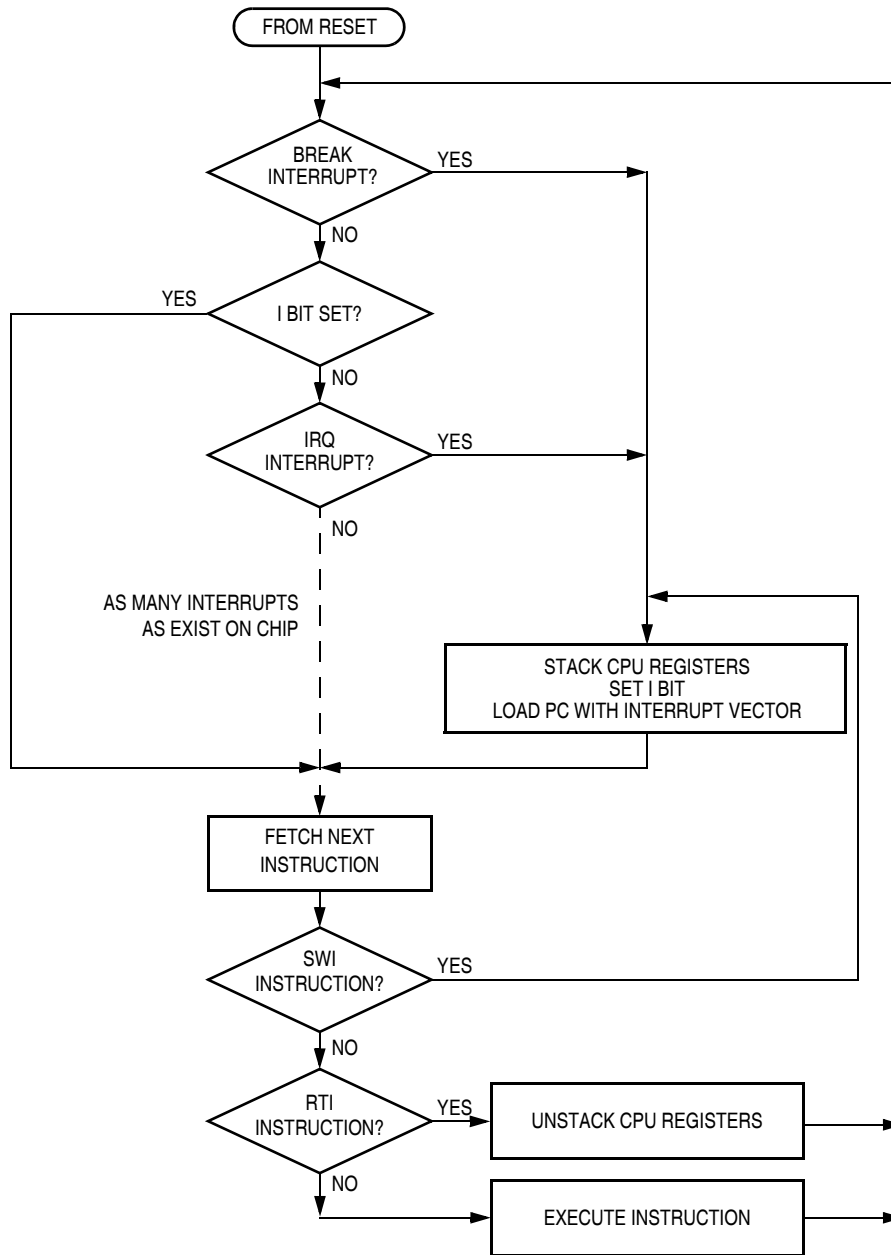 FROM RESET
BREAK
INTERRUPT?
YES
NO
YES
I BIT SET?
NO
IRQ
INTERRUPT?
YES
NO
AS MANY INTERRUPTS
AS EXIST ON CHIP
STACK CPU REGISTERS
SET I BIT
LOAD PC WITH INTERRUPT VECTOR
FETCH NEXT
INSTRUCTION
SWI
INSTRUCTION?
YES
NO
RTI
INSTRUCTION?
YES
UNSTACK CPU REGISTERS
NO
EXECUTE INSTRUCTION